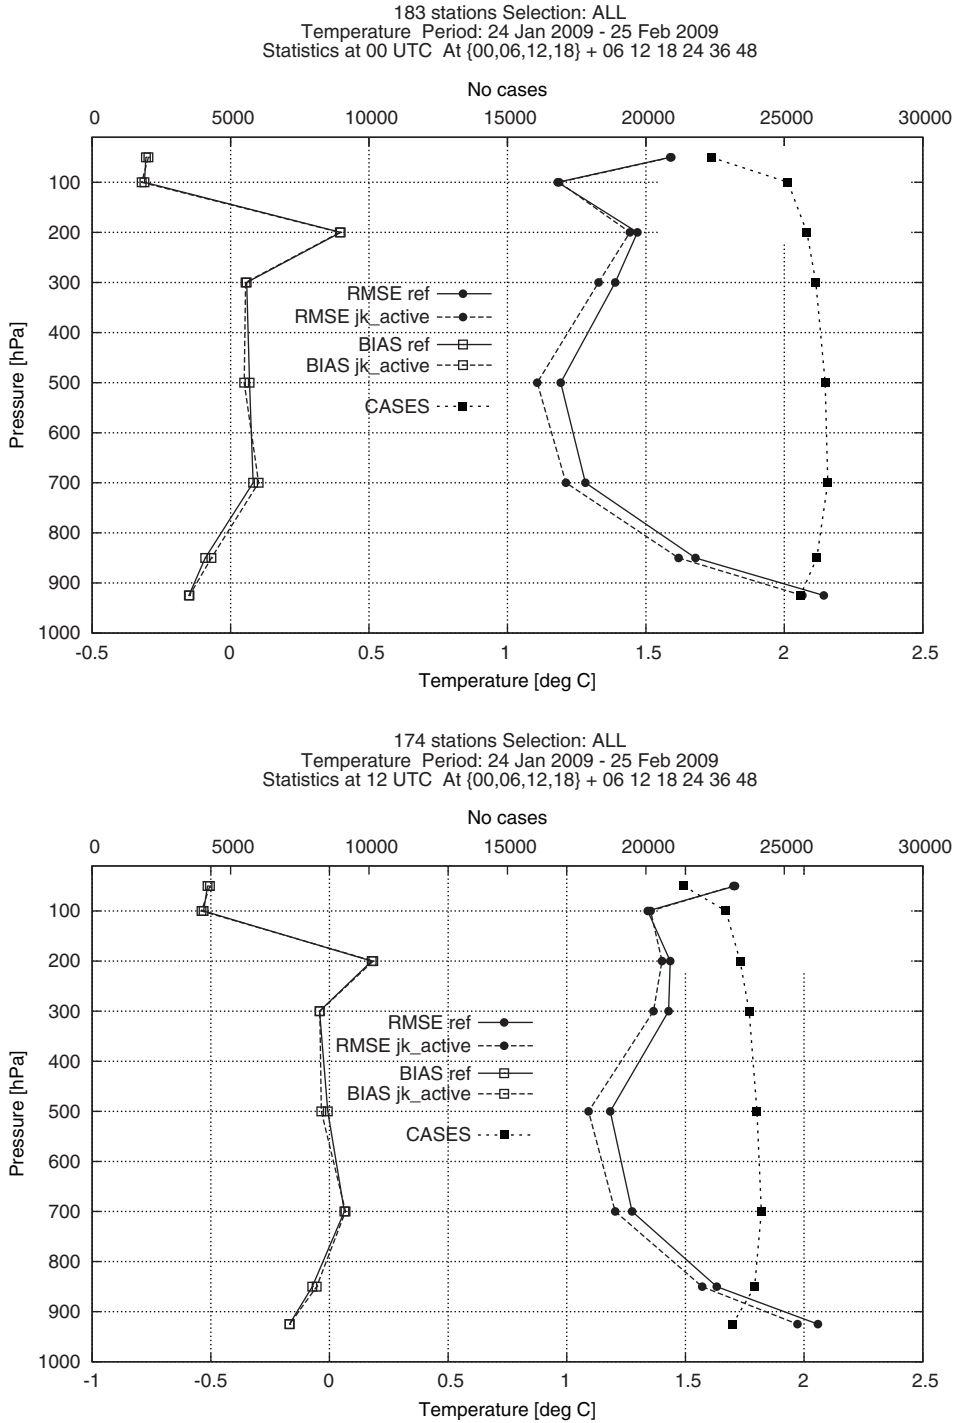 183 stations Selection: ALL
Temperature Period: 24 Jan 2009 - 25 Feb 2009
Statistics at 00 UTC At {00,06,12,18} + 06 12 18 24 36 48
No cases
0 5000 10000 15000 20000 25000 30000
100
200
300
400
500
600
700
800
900
1000
Pressure [hPa]
RMSE ref
RMSE jk_active
BIAS ref
BIAS jk_active
CASES
-0.5 0 0.5 1 1.5 2 2.5
Temperature [deg C]
174 stations Selection: ALL
Temperature Period: 24 Jan 2009 - 25 Feb 2009
Statistics at 12 UTC At {00,06,12,18} + 06 12 18 24 36 48
No cases
0 5000 10000 15000 20000 25000 30000
100
200
300
400
500
600
700
800
900
1000
Pressure [hPa]
RMSE ref
RMSE jk_active
BIAS ref
BIAS jk_active
CASES
-1 -0.5 0 0.5 1 1.5 2 2.5
Temperature [deg C]